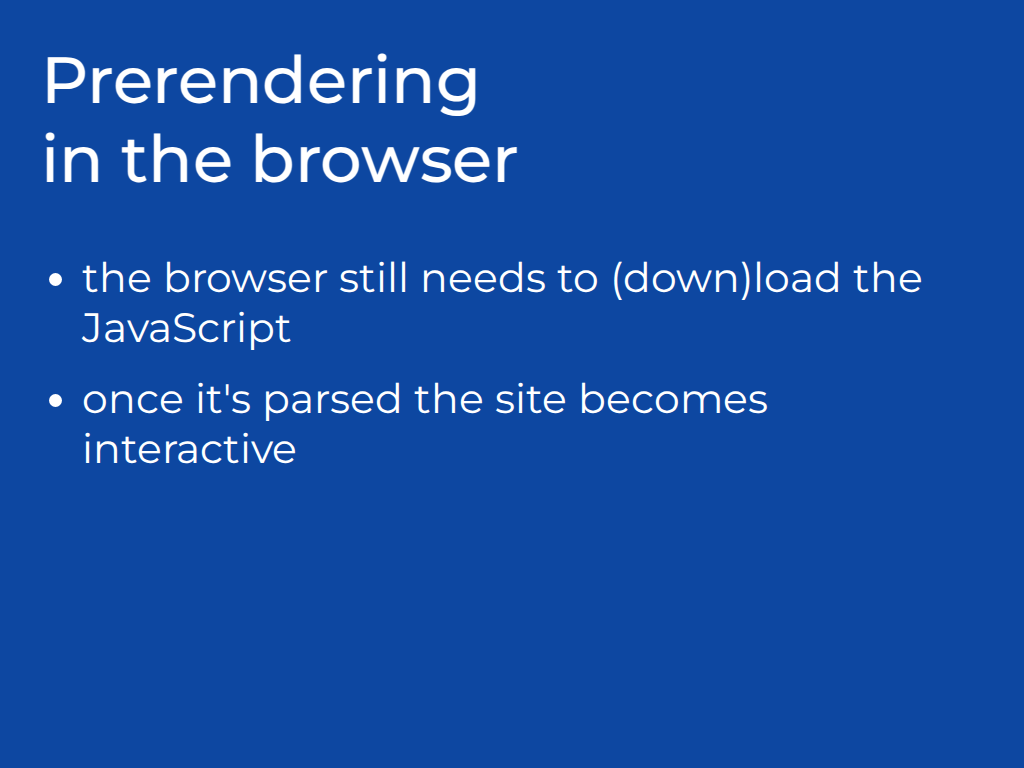 Prerendering
in the browser
• the browser still needs to (down)load the
JavaScript
• once it's parsed the site becomes
interactive